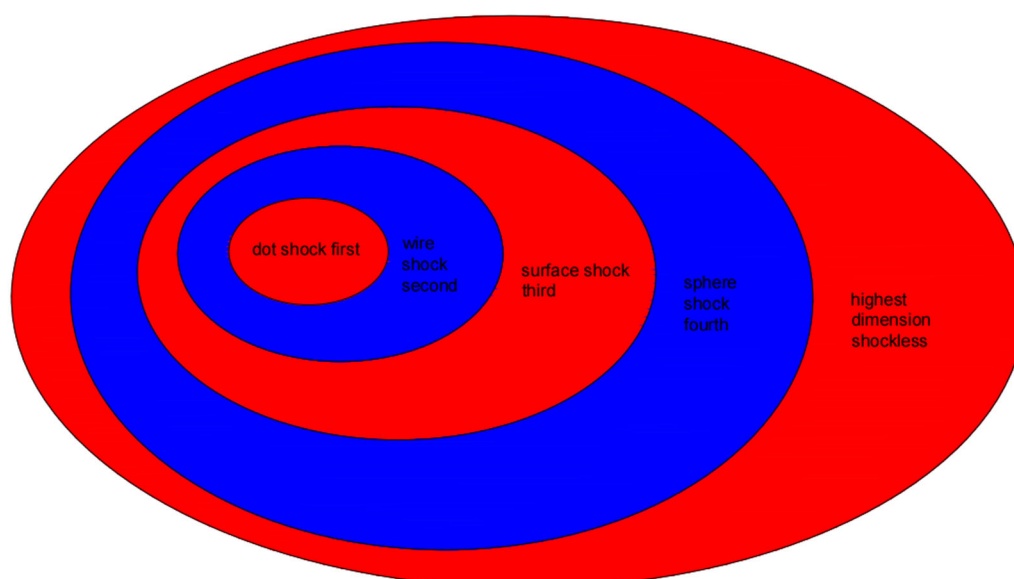 dot shock first
wire
shock
second
surface shock
third
sphere
shock
fourth
highest
dimension
shockless